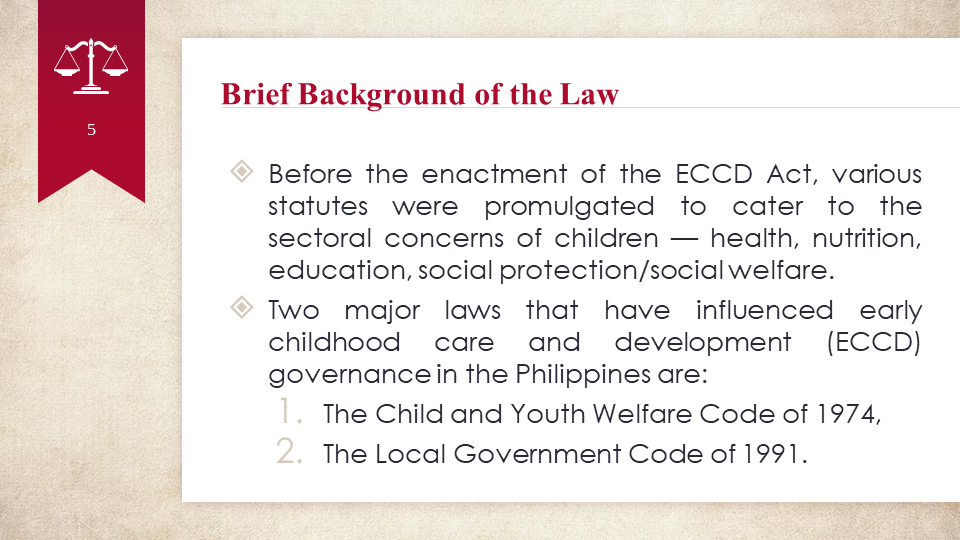 5
Brief Background of the Law
Before the enactment of the ECCD Act, various
statutes were promulgated to cater to the
sectoral concerns of children — health, nutrition,
education, social protection/social welfare.
Two major laws that have influenced early
childhood care and development (ECCD)
governance in the Philippines are:
1. The Child and Youth Welfare Code of 1974,
2. The Local Government Code of 1991.